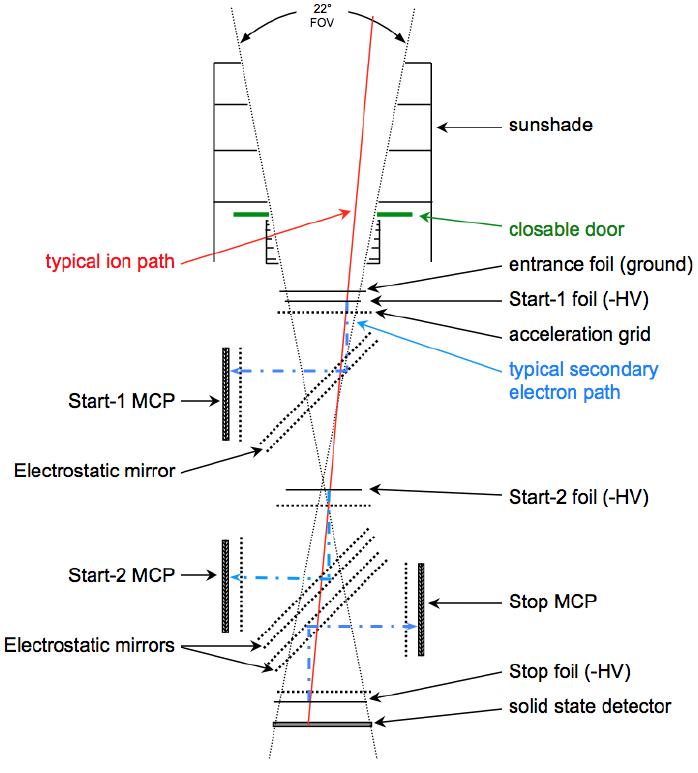 22°
FOV
sunshade
closable door
typical ion path
entrance foil (ground)
Start-1 foil (-HV)
acceleration grid
typical secondary
electron path
Start-1 MCP
Electrostatic mirror
Start-2 foil (-HV)
Start-2 MCP
Stop MCP
Electrostatic mirrors
Stop foil (-HV)
solid state detector